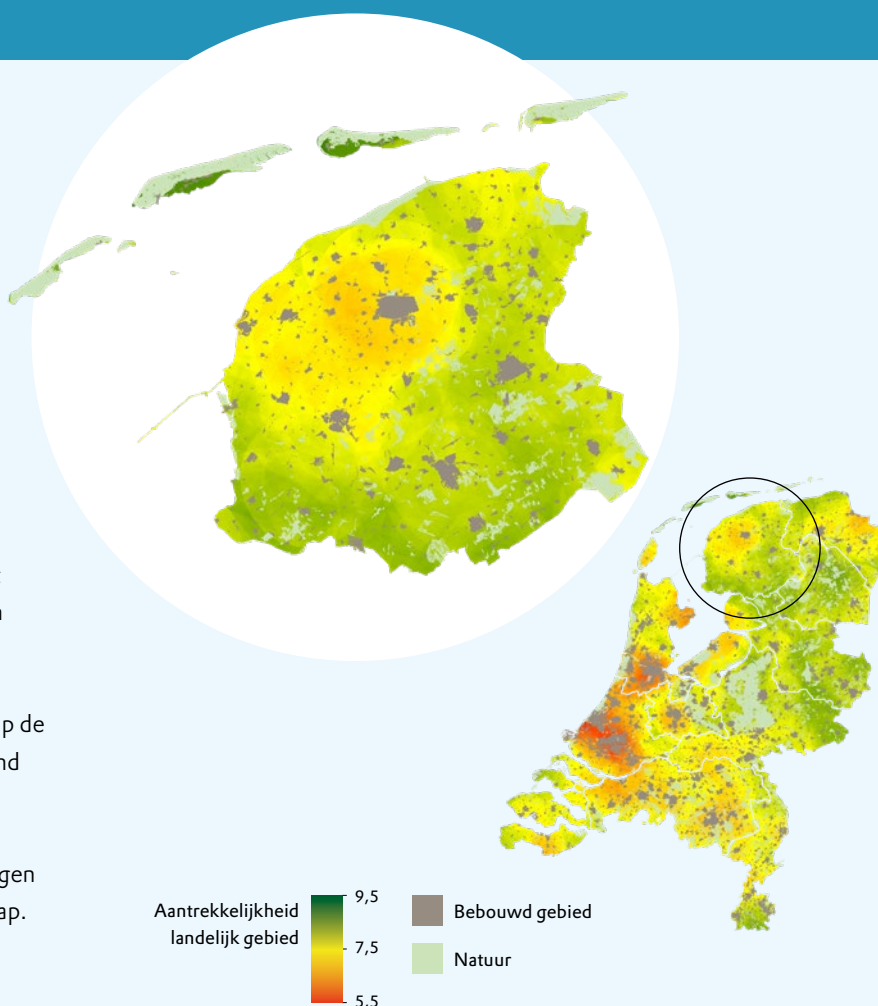 p de
nd
gen
ap.
Aantrekkelijkheid
landelijk gebied
9,5
7,5
5,5
Bebouwd gebied
Natuur